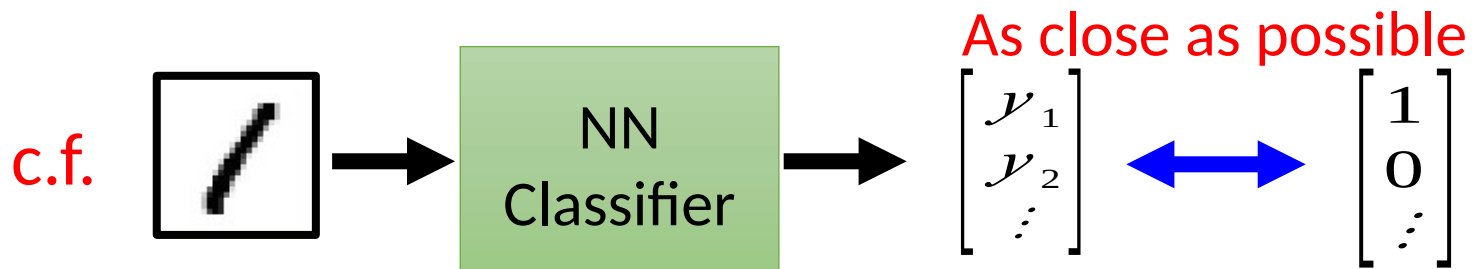 As close as possible
c.f.
NN
Classifier
y₁
y₂
⋮
1
0
⋮